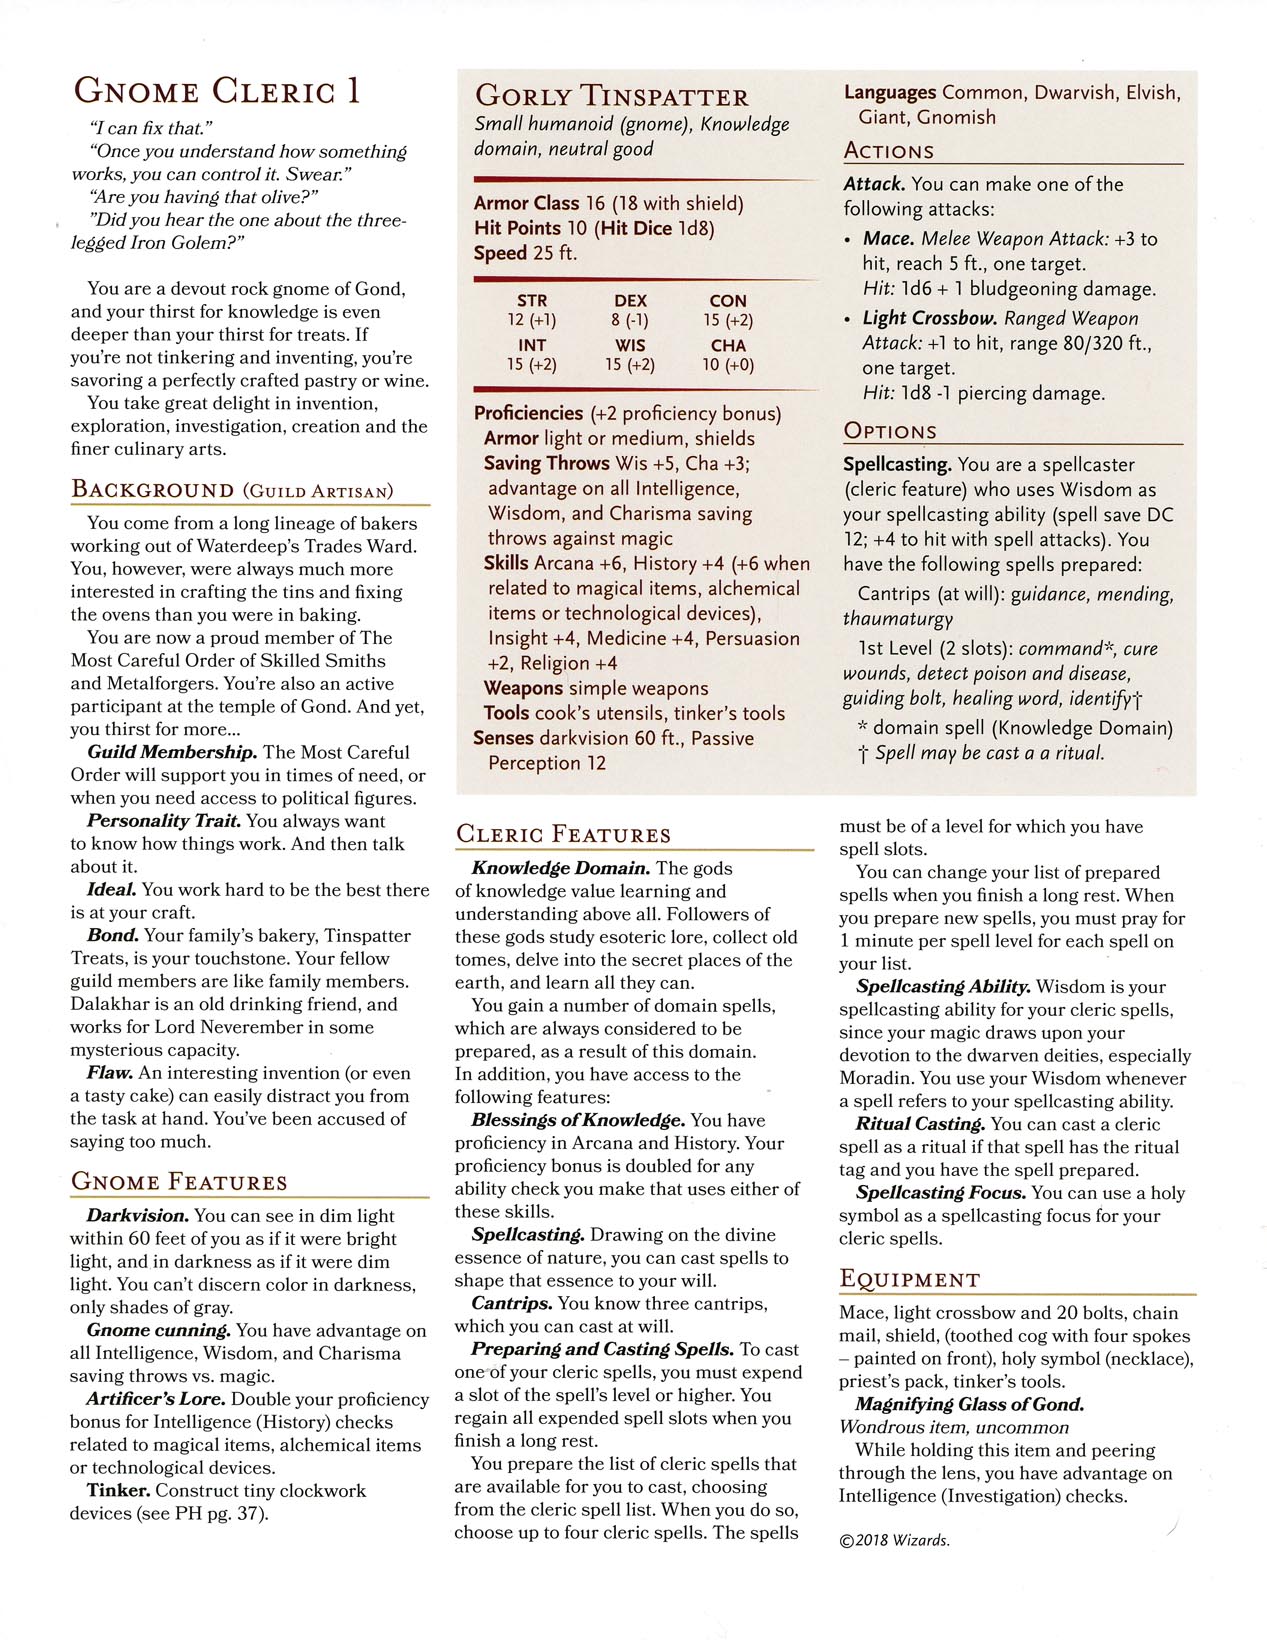 GNOME CLERIC 1
"I can fix that."
"Once you understand how something
works, you can control it. Swear."
"Are you having that olive?"
"Did you hear the one about the three-
legged Iron Golem?"
You are a devout rock gnome of Gond,
and your thirst for knowledge is even
deeper than your thirst for treats. If
you're not tinkering and inventing, you're
savoring a perfectly crafted pastry or wine.
You take great delight in invention,
exploration, investigation, creation and the
finer culinary arts.
BACKGROUND (GUILD ARTISAN)
You come from a long lineage of bakers
working out of Waterdeep's Trades Ward.
You, however, were always much more
interested in crafting the tins and fixing
the ovens than you were in baking.
You are now a proud member of The
Most Careful Order of Skilled Smiths
and Metalforgers. You're also an active
participant at the temple of Gond. And yet,
you thirst for more...
Guild Membership. The Most Careful
Order will support you in times of need, or
when you need access to political figures.
Personality Trait. You always want
to know how things work. And then talk
about it.
Ideal. You work hard to be the best there
is at your craft.
Bond. Your family's bakery, Tinspatter
Treats, is your touchstone. Your fellow
guild members are like family members.
Dalakhar is an old drinking friend, and
works for Lord Neverember in some
mysterious capacity.
Flaw. An interesting invention (or even
a tasty cake) can easily distract you from
the task at hand. You've been accused of
saying too much.
GNOME FEATURES
Darkvision. You can see in dim light
within 60 feet of you as if it were bright
light, and in darkness as if it were dim
light. You can't discern color in darkness,
only shades of gray.
Gnome cunning. You have advantage on
all Intelligence, Wisdom, and Charisma
saving throws vs. magic.
Artificer's Lore. Double your proficiency
bonus for Intelligence (History) checks
related to magical items, alchemical items
or technological devices.
Tinker. Construct tiny clockwork
devices (see PH pg. 37).
GORLY TINSPATTER
Small humanoid (gnome), Knowledge
domain, neutral good
Armor Class 16 (18 with shield)
Hit Points 10 (Hit Dice 1d8)
Speed 25 ft.
STR DEX CON
12 (+1) 8 (-1) 15 (+2)
INT WIS CHA
15 (+2) 15 (+2) 10 (+0)
Proficiencies (+2 proficiency bonus)
Armor light or medium, shields
Saving Throws Wis +5, Cha +3;
advantage on all Intelligence,
Wisdom, and Charisma saving
throws against magic
Skills Arcana +6, History +4 (+6 when
related to magical items, alchemical
items or technological devices),
Insight +4, Medicine +4, Persuasion
+2, Religion +4
Weapons simple weapons
Tools cook's utensils, tinker's tools
Senses darkvision 60 ft., Passive
Perception 12
Languages Common, Dwarvish, Elvish,
Giant, Gnomish
ACTIONS
Attack. You can make one of the
following attacks:
• Mace. Melee Weapon Attack: +3 to
hit, reach 5 ft., one target.
Hit: 1d6 + 1 bludgeoning damage.
• Light Crossbow. Ranged Weapon
Attack: +1 to hit, range 80/320 ft.,
one target.
Hit: 1d8 -1 piercing damage.
OPTIONS
Spellcasting. You are a spellcaster
(cleric feature) who uses Wisdom as
your spellcasting ability (spell save DC
12; +4 to hit with spell attacks). You
have the following spells prepared:
Cantrips (at will): guidance, mending,
thaumaturgy
1st Level (2 slots): command*, cure
wounds, detect poison and disease,
guiding bolt, healing word, identify†
* domain spell (Knowledge Domain)
† Spell may be cast a a ritual.
CLERIC FEATURES
Knowledge Domain. The gods
of knowledge value learning and
understanding above all. Followers of
these gods study esoteric lore, collect old
tomes, delve into the secret places of the
earth, and learn all they can.
You gain a number of domain spells,
which are always considered to be
prepared, as a result of this domain.
In addition, you have access to the
following features:
Blessings of Knowledge. You have
proficiency in Arcana and History. Your
proficiency bonus is doubled for any
ability check you make that uses either of
these skills.
Spellcasting. Drawing on the divine
essence of nature, you can cast spells to
shape that essence to your will.
Cantrips. You know three cantrips,
which you can cast at will.
Preparing and Casting Spells. To cast
one of your cleric spells, you must expend
a slot of the spell's level or higher. You
regain all expended spell slots when you
finish a long rest.
You prepare the list of cleric spells that
are available for you to cast, choosing
from the cleric spell list. When you do so,
choose up to four cleric spells. The spells
must be of a level for which you have
spell slots.
You can change your list of prepared
spells when you finish a long rest. When
you prepare new spells, you must pray for
1 minute per spell level for each spell on
your list.
Spellcasting Ability. Wisdom is your
spellcasting ability for your cleric spells,
since your magic draws upon your
devotion to the dwarven deities, especially
Moradin. You use your Wisdom whenever
a spell refers to your spellcasting ability.
Ritual Casting. You can cast a cleric
spell as a ritual if that spell has the ritual
tag and you have the spell prepared.
Spellcasting Focus. You can use a holy
symbol as a spellcasting focus for your
cleric spells.
EQUIPMENT
Mace, light crossbow and 20 bolts, chain
mail, shield, (toothed cog with four spokes
– painted on front), holy symbol (necklace),
priest's pack, tinker's tools.
Magnifying Glass of Gond.
Wondrous item, uncommon
While holding this item and peering
through the lens, you have advantage on
Intelligence (Investigation) checks.
©2018 Wizards.